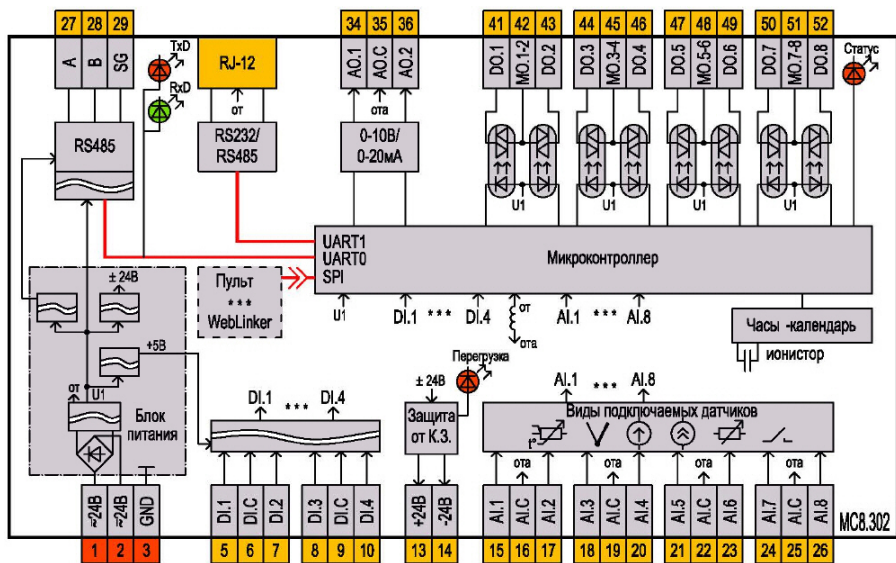 27 28 29 34 35 36 41 42 43 44 45 46 47 48 49 50 51 52
A B SG TxD RxD RJ-12 AO.1 AO.C AO.2 DO.1 MO.1-2 DO.2 DO.3 MO.3-4 DO.4 DO.5 MO.5-6 DO.6 DO.7 MO.7-8 DO.8 Статус
от ота
RS485
RS232/
RS485
0-10В/
0-20мА
U1 U1 U1 U1
UART1
UART0
SPI
Микроконтроллер
Пульт
***
WebLinker
U1 DI.1 *** DI.4 от ота AI.1 *** AI.8
± 24В
Часы -календарь
ионистор
+5В
от U1
Блок
питания
DI.1 *** DI.4
± 24В
Перегрузка
Защита
от К.З.
AI.1 *** AI.8
Виды подключаемых датчиков
t°
ота ота ота ота
≂24В ≂24В GND DI.1 DI.C DI.2 DI.3 DI.C DI.4 +24В -24В AI.1 AI.C AI.2 AI.3 AI.C AI.4 AI.5 AI.C AI.6 AI.7 AI.C AI.8
MC8.302
1 2 3 5 6 7 8 9 10 13 14 15 16 17 18 19 20 21 22 23 24 25 26